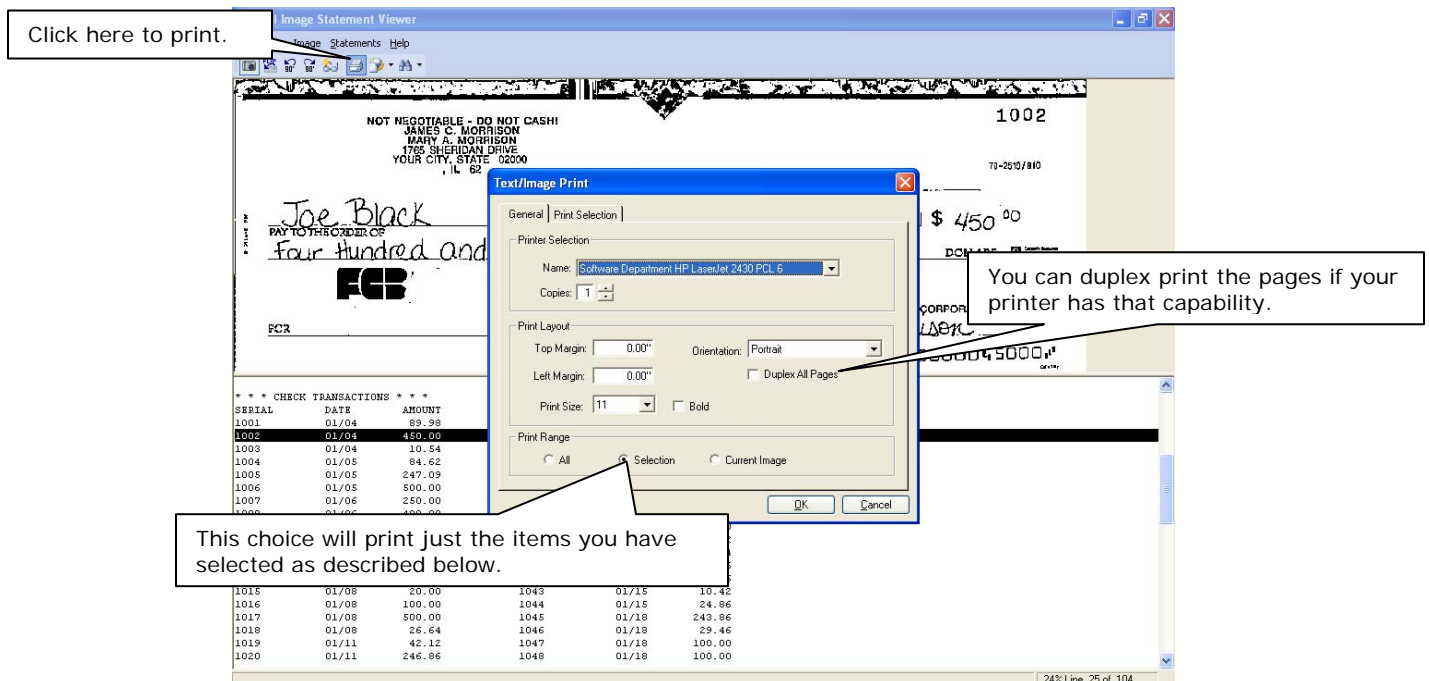 Image Statement Viewer
Click here to print.
Image Statements Help
NOT NEGOTIABLE - DO NOT CASH!
JAMES C. MORRISON
MARY A. MORRISON
1765 SHERIDAN DRIVE
YOUR CITY, STATE 02000
, IL 62
1002
70-2510/810
Joe Black
$ 450 00
PAY TO THE ORDER OF
Four Hundred and
FCB
FCR
Text/Image Print
General Print Selection
Printer Selection
Name: Software Department HP LaserJet 2430 PCL 6
Copies: 1
Print Layout
Top Margin: 0.00" Orientation: Portrait
Left Margin: 0.00" Duplex All Pages
Print Size: 11 Bold
Print Range
All Selection Current Image
OK Cancel
You can duplex print the pages if your
printer has that capability.
* * * CHECK TRANSACTIONS * * *
SERIAL DATE AMOUNT
1001 01/04 89.98
1002 01/04 450.00
1003 01/04 10.54
1004 01/05 84.62
1005 01/05 247.09
1006 01/05 500.00
1007 01/06 250.00
This choice will print just the items you have
selected as described below.
1015 01/08 20.00 1043 01/15 10.42
1016 01/08 100.00 1044 01/15 24.86
1017 01/08 500.00 1045 01/18 243.86
1018 01/08 26.64 1046 01/18 29.46
1019 01/11 42.12 1047 01/18 100.00
1020 01/11 246.86 1048 01/18 100.00
24% Line 25 of 104